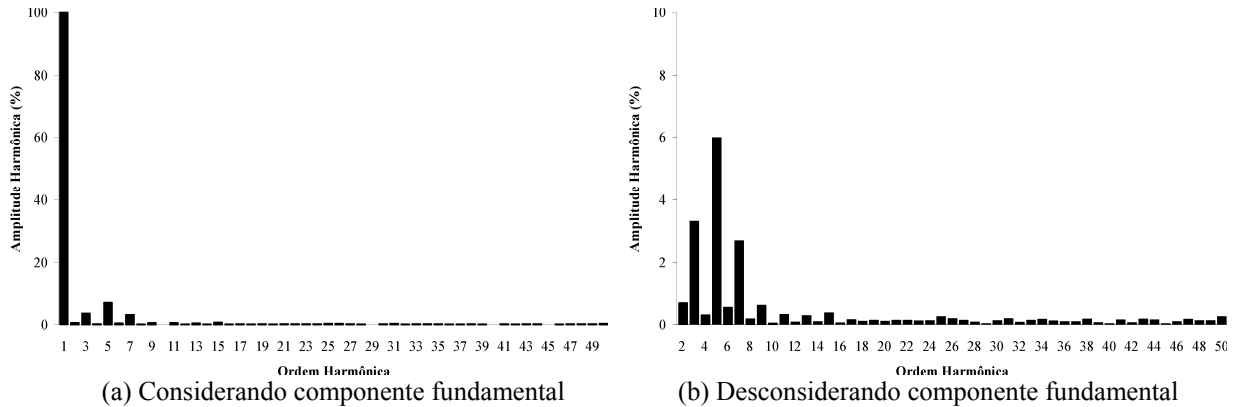 100
80
60
40
20
0
Amplitude Harmônica (%)
1 3 5 7 9 11 13 15 17 19 21 23 25 27 29 31 33 35 37 39 41 43 45 47 49
Ordem Harmônica
(a) Considerando componente fundamental
10
8
6
4
2
0
Amplitude Harmônica (%)
2 4 6 8 10 12 14 16 18 20 22 24 26 28 30 32 34 36 38 40 42 44 46 48 50
Ordem Harmônica
(b) Desconsiderando componente fundamental